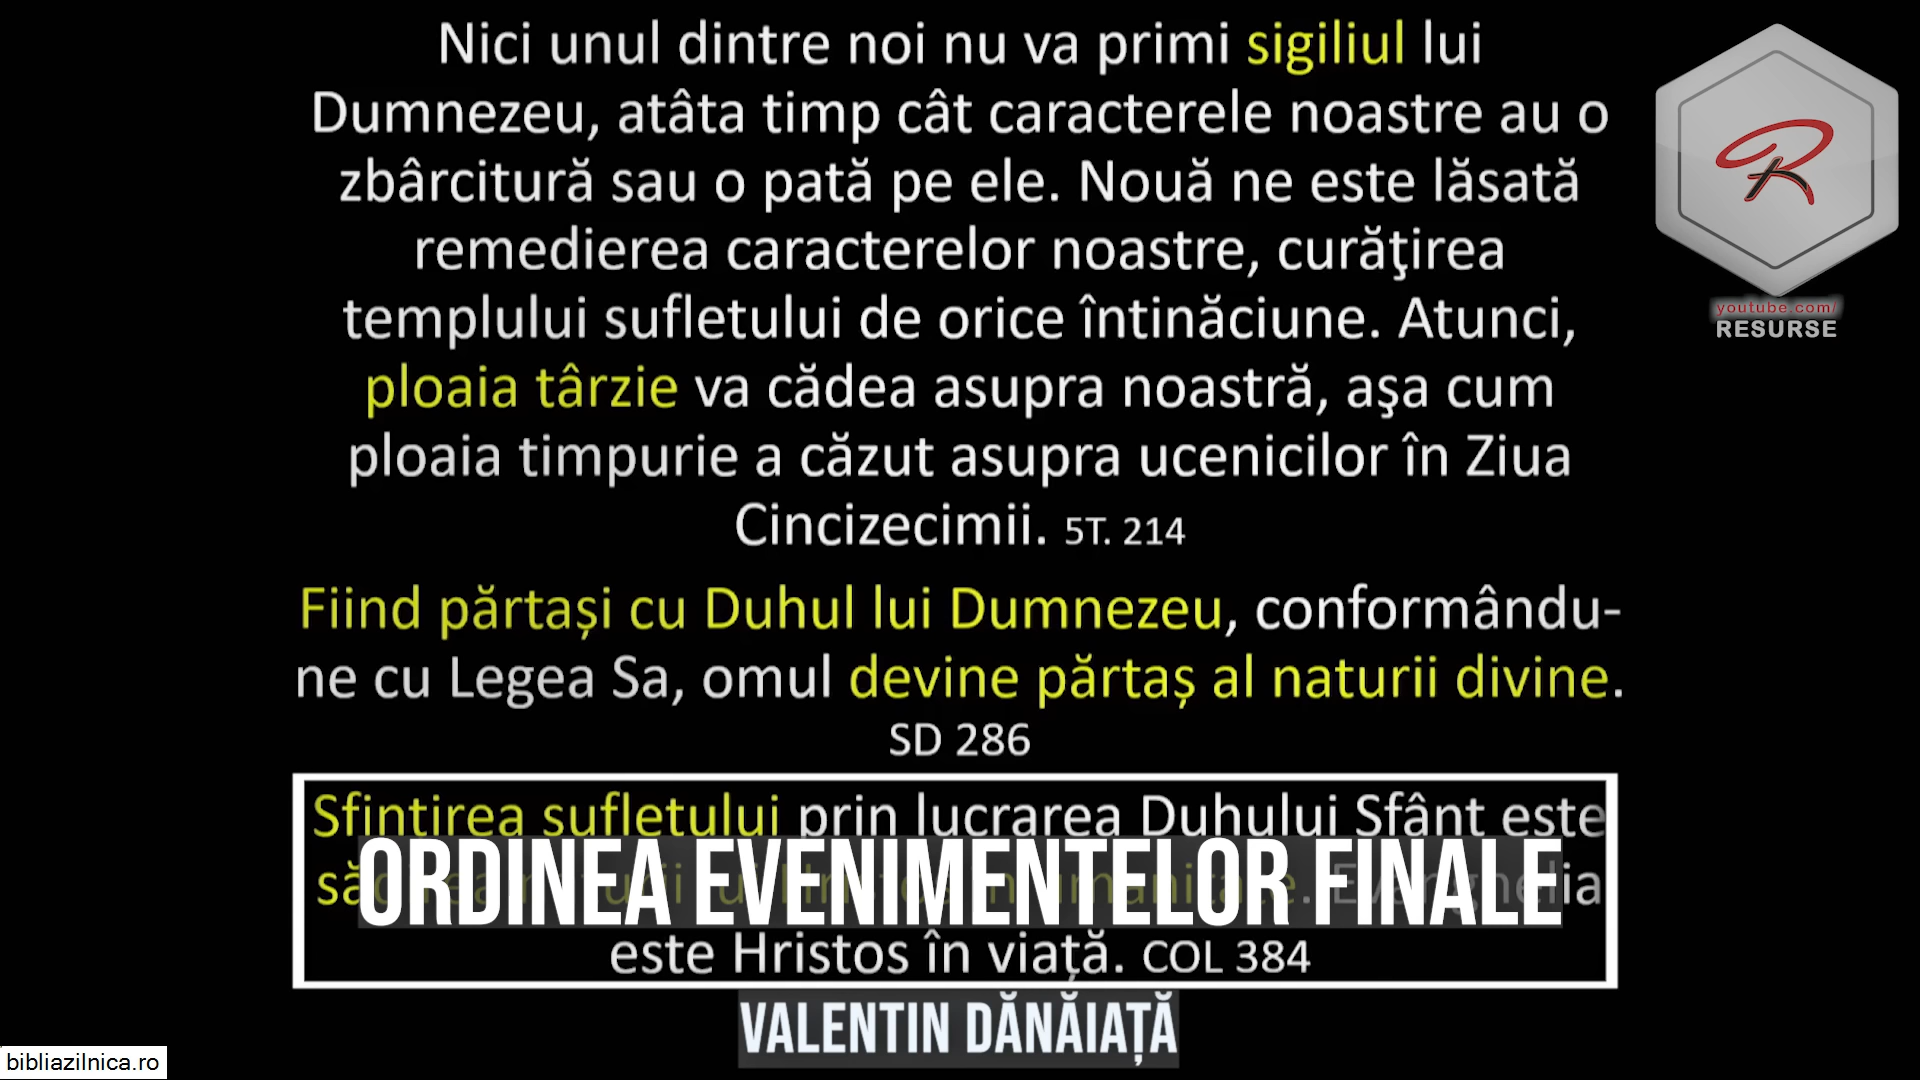 Nici unul dintre noi nu va primi sigiliul lui
Dumnezeu, atâta timp cât caracterele noastre au o
zbârcitură sau o pată pe ele. Nouă ne este lăsată
remedierea caracterelor noastre, curăţirea
templului sufletului de orice întinăciune. Atunci,
ploaia târzie va cădea asupra noastră, aşa cum
ploaia timpurie a căzut asupra ucenicilor în Ziua
Cincizecimii. 5T. 214
youtube.com/
RESURSE
Fiind părtași cu Duhul lui Dumnezeu, conformându-
ne cu Legea Sa, omul devine părtaș al naturii divine.
SD 286
Sfințirea sufletului prin lucrarea Duhului Sfânt este
ORDINEA EVENIMENTELOR FINALE
este Hristos în viață. COL 384
VALENTIN DĂNĂIAȚĂ
bibliazilnica.ro